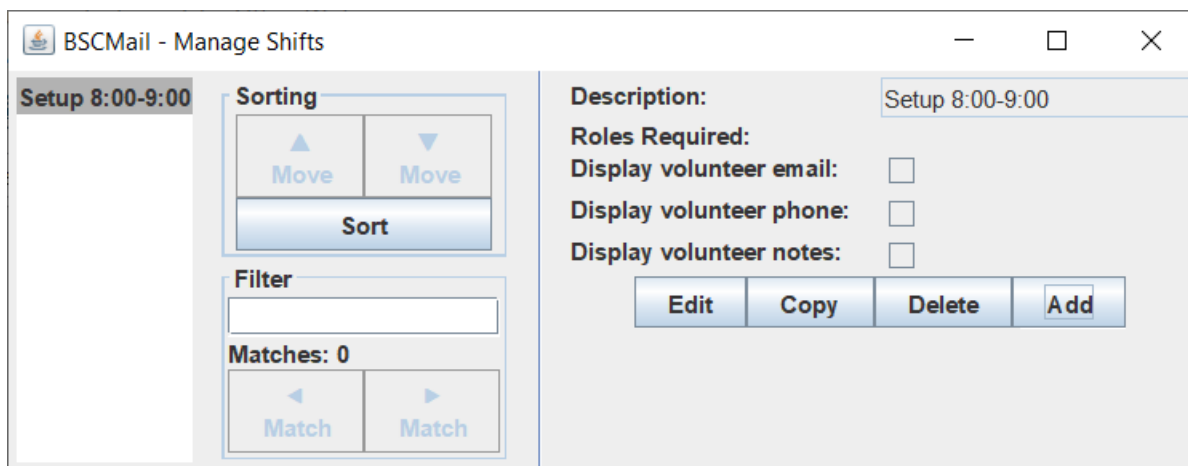 BSCMail - Manage Shifts
Setup 8:00-9:00
Sorting
Move Move
Sort
Filter
Matches: 0
Match Match
Description: Setup 8:00-9:00
Roles Required:
Display volunteer email:
Display volunteer phone:
Display volunteer notes:
Edit Copy Delete Add